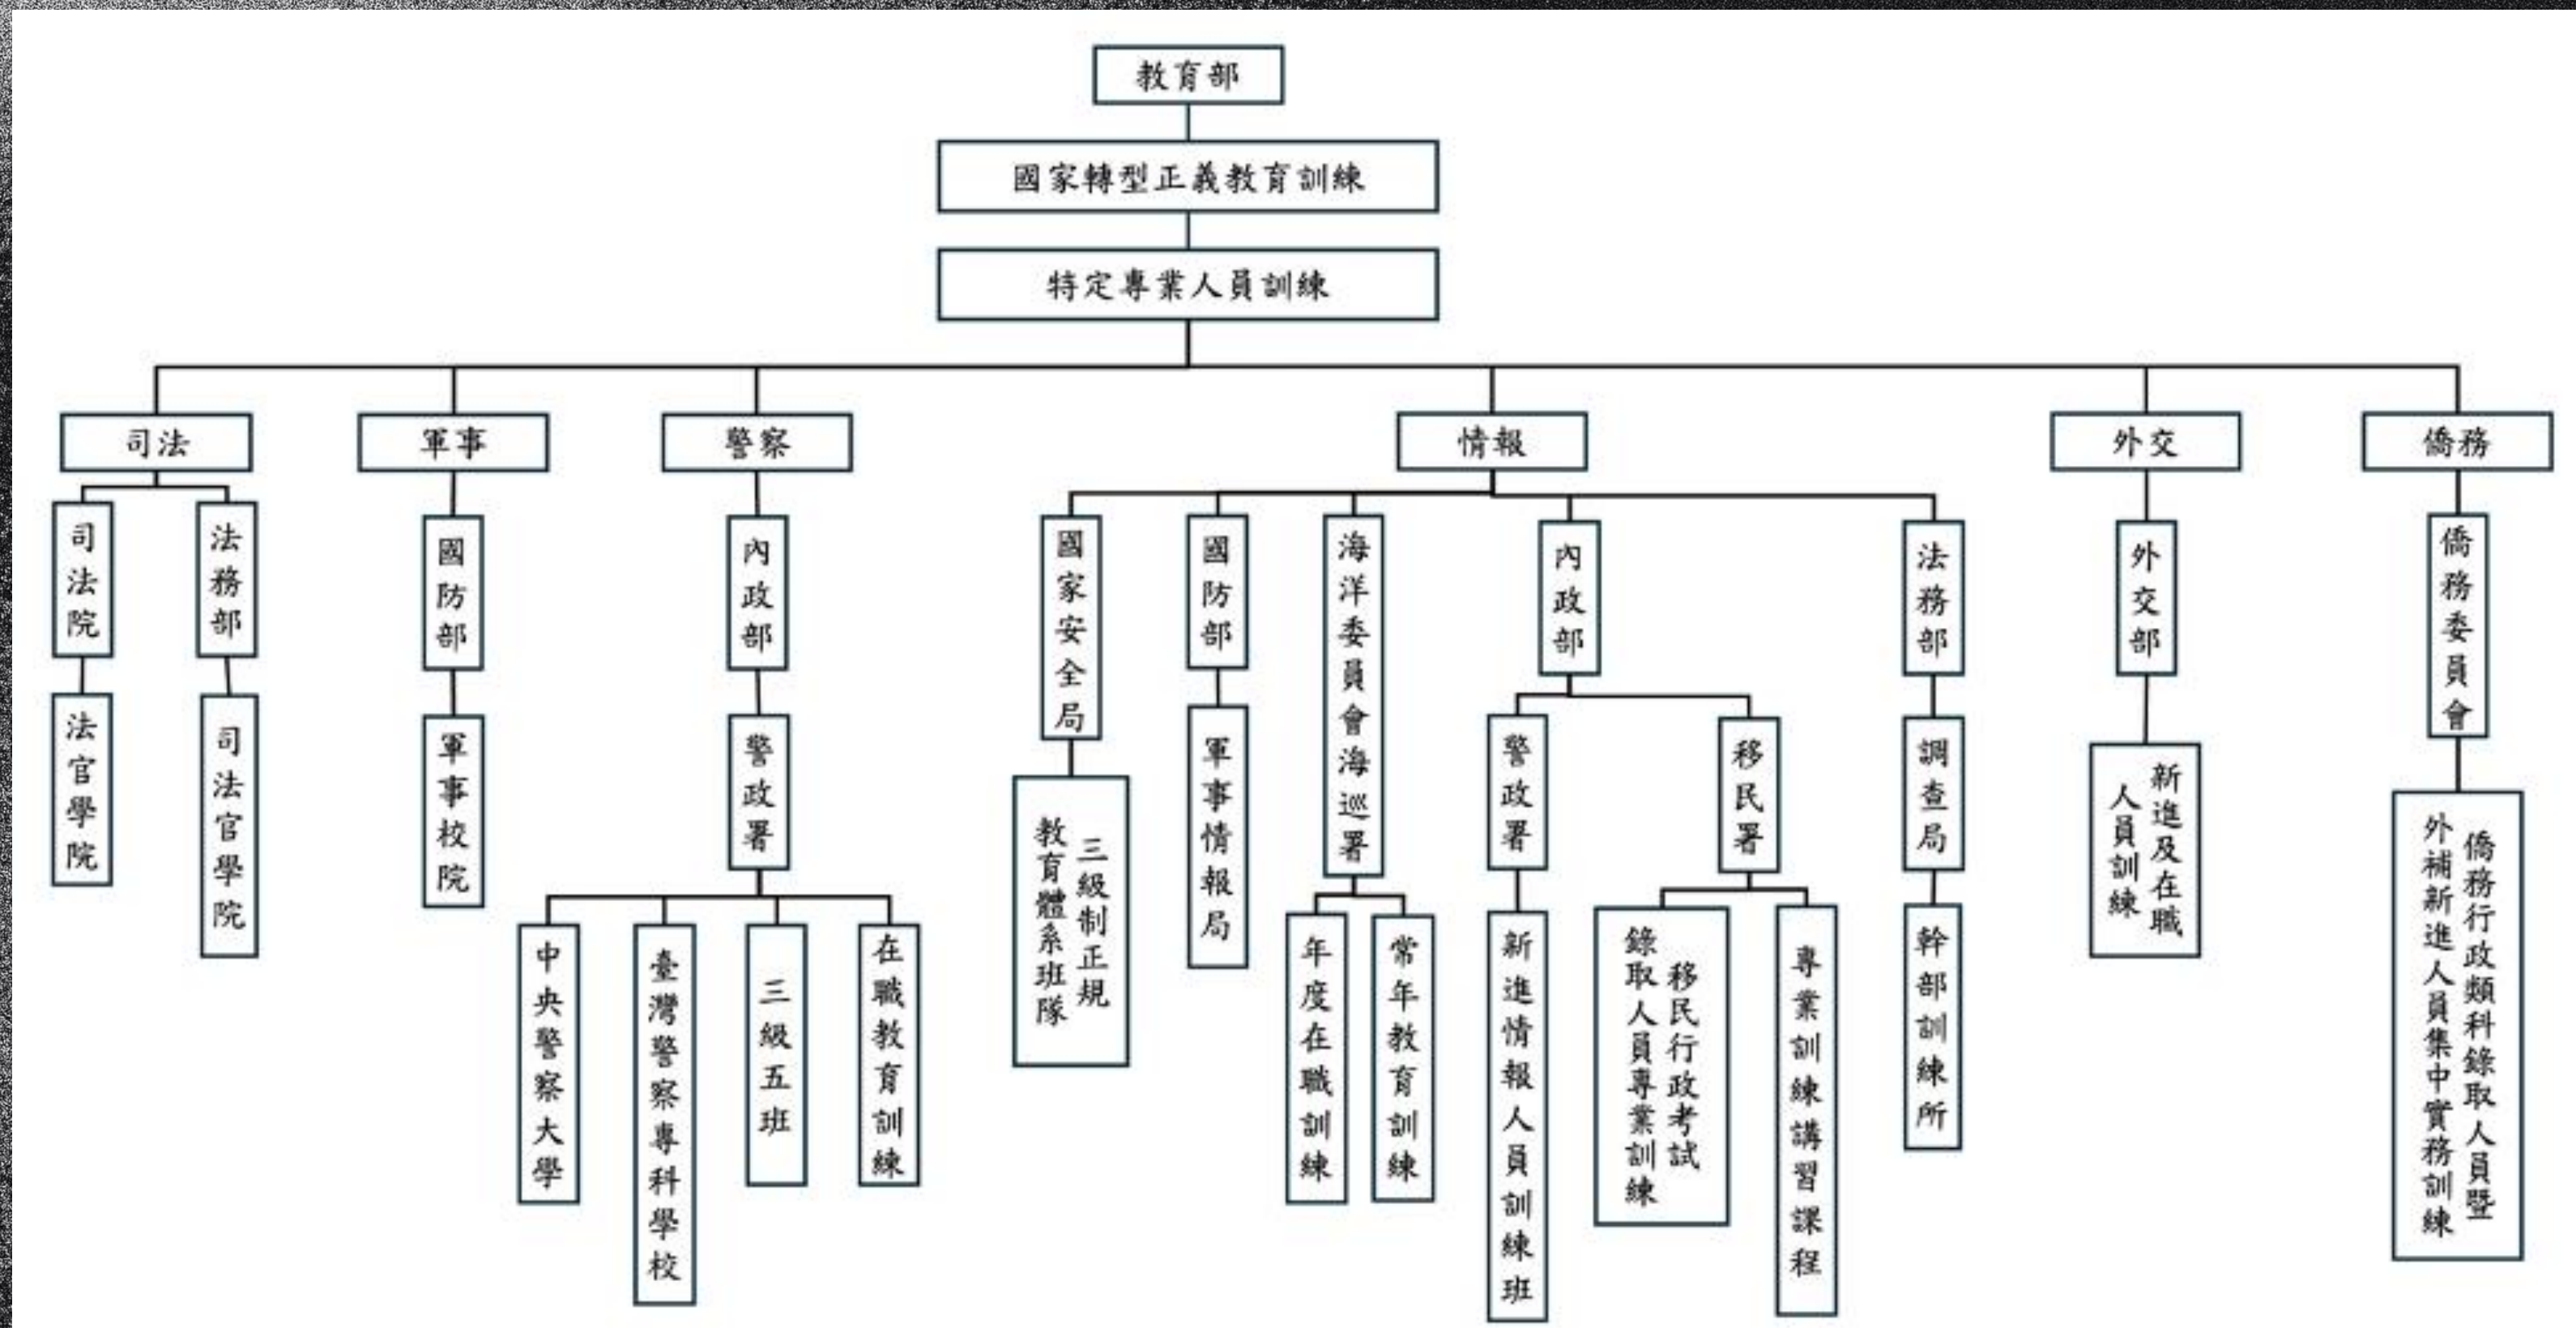 教育部
國家轉型正義教育訓練
特定專業人員訓練
司法
軍事
警察
情報
外交
僑務
司法院
法務部
國防部
內政部
國家安全局
國防部
海洋委員會海巡署
內政部
法務部
外交部
僑務委員會
法官學院
司法官學院
軍事校院
警政署
三級制正規
教育體系班隊
軍事情報局
警政署
移民署
調查局
新進及在職
人員訓練
僑務行政類科錄取人員暨
外補新進人員集中實務訓練
中央警察大學
臺灣警察專科學校
三級五班
在職教育訓練
年度在職訓練
常年教育訓練
新進情報人員訓練班
移民行政考試
錄取人員專業訓練
專業訓練講習課程
幹部訓練所